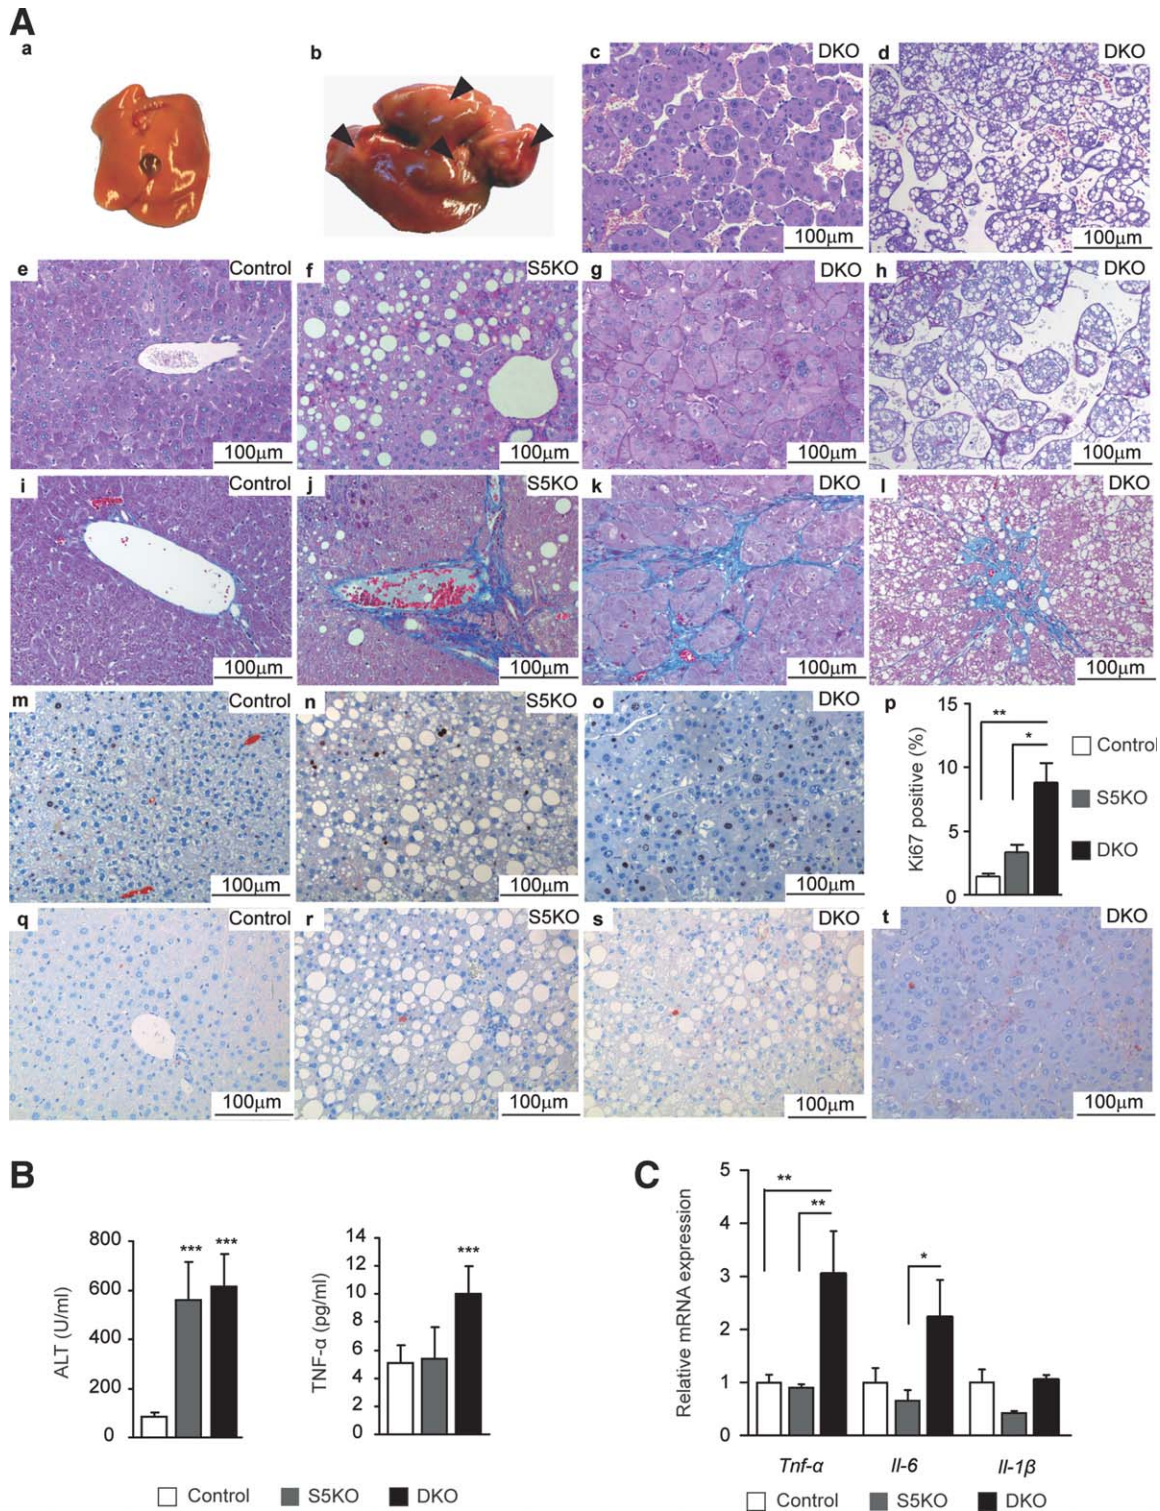 A
a
b
c DKO
100μm
d DKO
100μm
e Control
100μm
f S5KO
100μm
g DKO
100μm
h DKO
100μm
i Control
100μm
j S5KO
100μm
k DKO
100μm
l DKO
100μm
m Control
100μm
n S5KO
100μm
o DKO
100μm
p
Ki67 positive (%)
15
10
5
0
**
*
Control
S5KO
DKO
q Control
100μm
r S5KO
100μm
s DKO
100μm
t DKO
100μm
B
ALT (U/ml)
800
600
400
200
0
*** ***
TNF-α (pg/ml)
14
12
10
8
6
4
2
0
***
Control S5KO DKO
C
Relative mRNA expression
5
4
3
2
1
0
**
**
*
Tnf-α Il-6 Il-1β
Control S5KO DKO